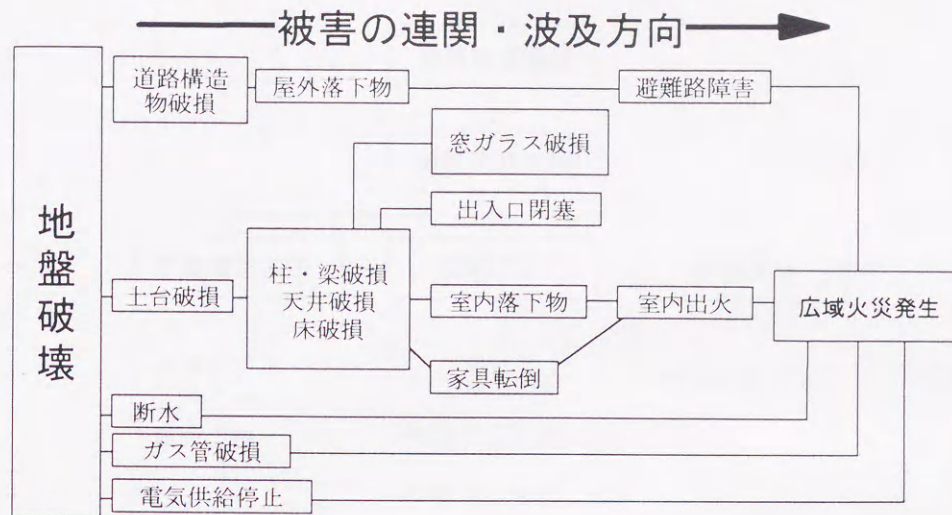 被害の連関・波及方向
道路構造
物破損
屋外落下物
避難路障害
窓ガラス破損
出入口閉塞
地盤破壊
土台破損
柱・梁破損
天井破損
床破損
室内落下物
室内出火
広域火災発生
家具転倒
断水
ガス管破損
電気供給停止